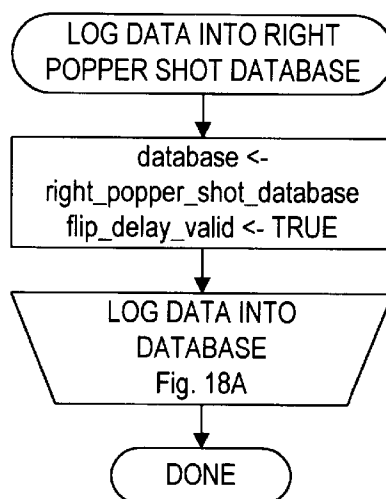 LOG DATA INTO RIGHT
POPPER SHOT DATABASE
database <-
right_popper_shot_database
flip_delay_valid <- TRUE
LOG DATA INTO
DATABASE
Fig. 18A
DONE